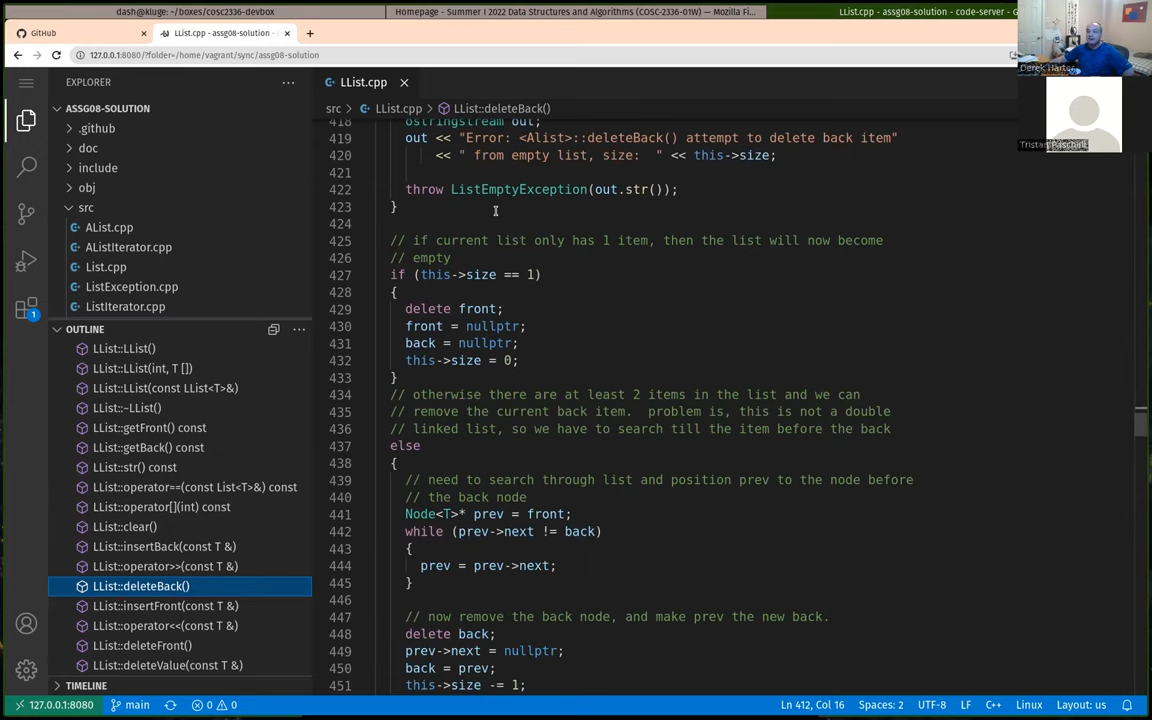 dash@kluge: ~/boxes/cosc2336-devbox
Homepage - Summer I 2022 Data Structures and Algorithms (COSC-2336-01W) — Mozilla Fi...
LList.cpp - assg08-solution - code-server
GitHub
LList.cpp - assg08-solution -
127.0.0.1:8080/?folder=/home/vagrant/sync/assg08-solution
Derek Harter
EXPLORER
LList.cpp
ASSG08-SOLUTION
src > LList.cpp > LList::deleteBack()
.github
doc
include
obj
src
AList.cpp
AListIterator.cpp
List.cpp
ListException.cpp
ListIterator.cpp
OUTLINE
LList::LList()
LList::LList(int, T [])
LList::LList(const LList<T>&)
LList::~LList()
LList::getFront() const
LList::getBack() const
LList::str() const
LList::operator==(const List<T>&) const
LList::operator[](int) const
LList::clear()
LList::insertBack(const T &)
LList::operator>>(const T &)
LList::deleteBack()
LList::insertFront(const T &)
LList::operator<<(const T &)
LList::deleteFront()
LList::deleteValue(const T &)
TIMELINE
418 ostringstream out;
419 out << "Error: <Alist>::deleteBack() attempt to delete back item"
420 << " from empty list, size:  " << this->size;
421
422 throw ListEmptyException(out.str());
423 }
424
425 // if current list only has 1 item, then the list will now become
426 // empty
427 if (this->size == 1)
428 {
429 delete front;
430 front = nullptr;
431 back = nullptr;
432 this->size = 0;
433 }
434 // otherwise there are at least 2 items in the list and we can
435 // remove the current back item.  problem is, this is not a double
436 // linked list, so we have to search till the item before the back
437 else
438 {
439 // need to search through list and position prev to the node before
440 // the back node
441 Node<T>* prev = front;
442 while (prev->next != back)
443 {
444 prev = prev->next;
445 }
446
447 // now remove the back node, and make prev the new back.
448 delete back;
449 prev->next = nullptr;
450 back = prev;
451 this->size -= 1;
1
127.0.0.1:8080
main
0
0
Ln 412, Col 16
Spaces: 2
UTF-8
LF
C++
Linux
Layout: us